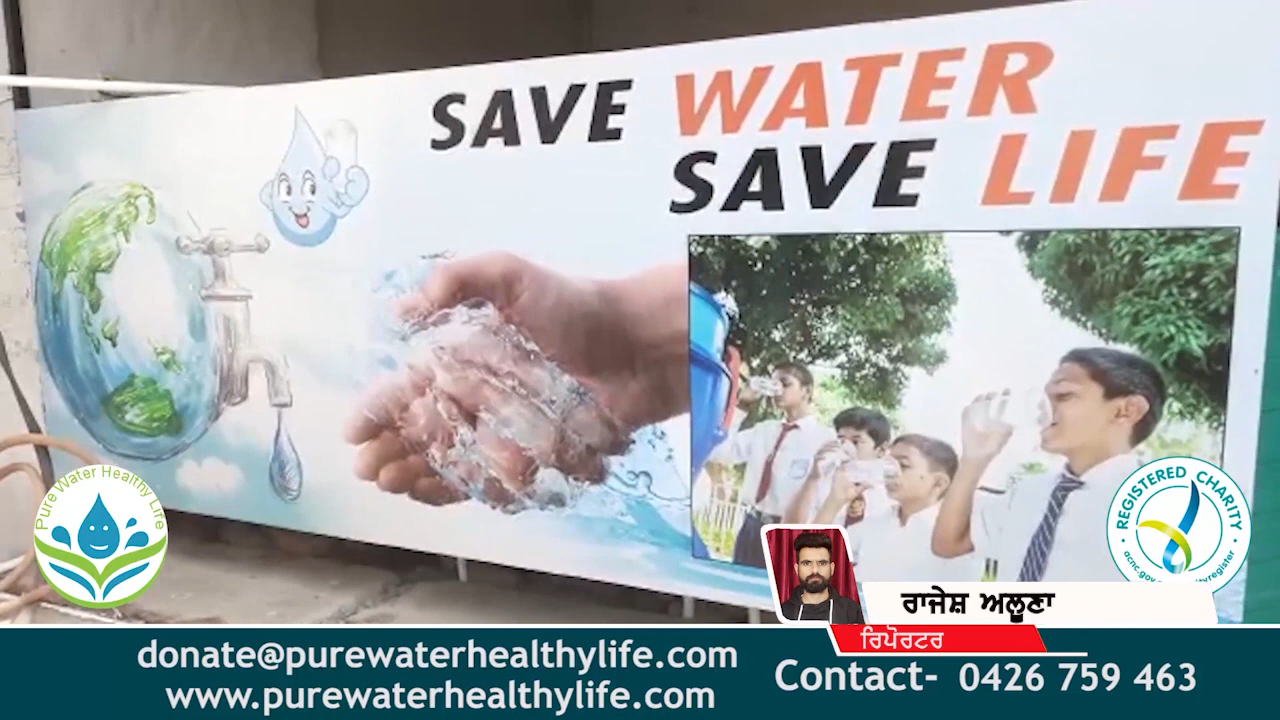 SAVE WATER
SAVE LIFE
Pure Water Healthy Life
REGISTERED CHARITY
ਰਾਜੇਸ਼ ਅਲੂਣਾ
ਰਿਪੋਰਟਰ
donate@purewaterhealthylife.com
www.purewaterhealthylife.com
Contact- 0426 759 463